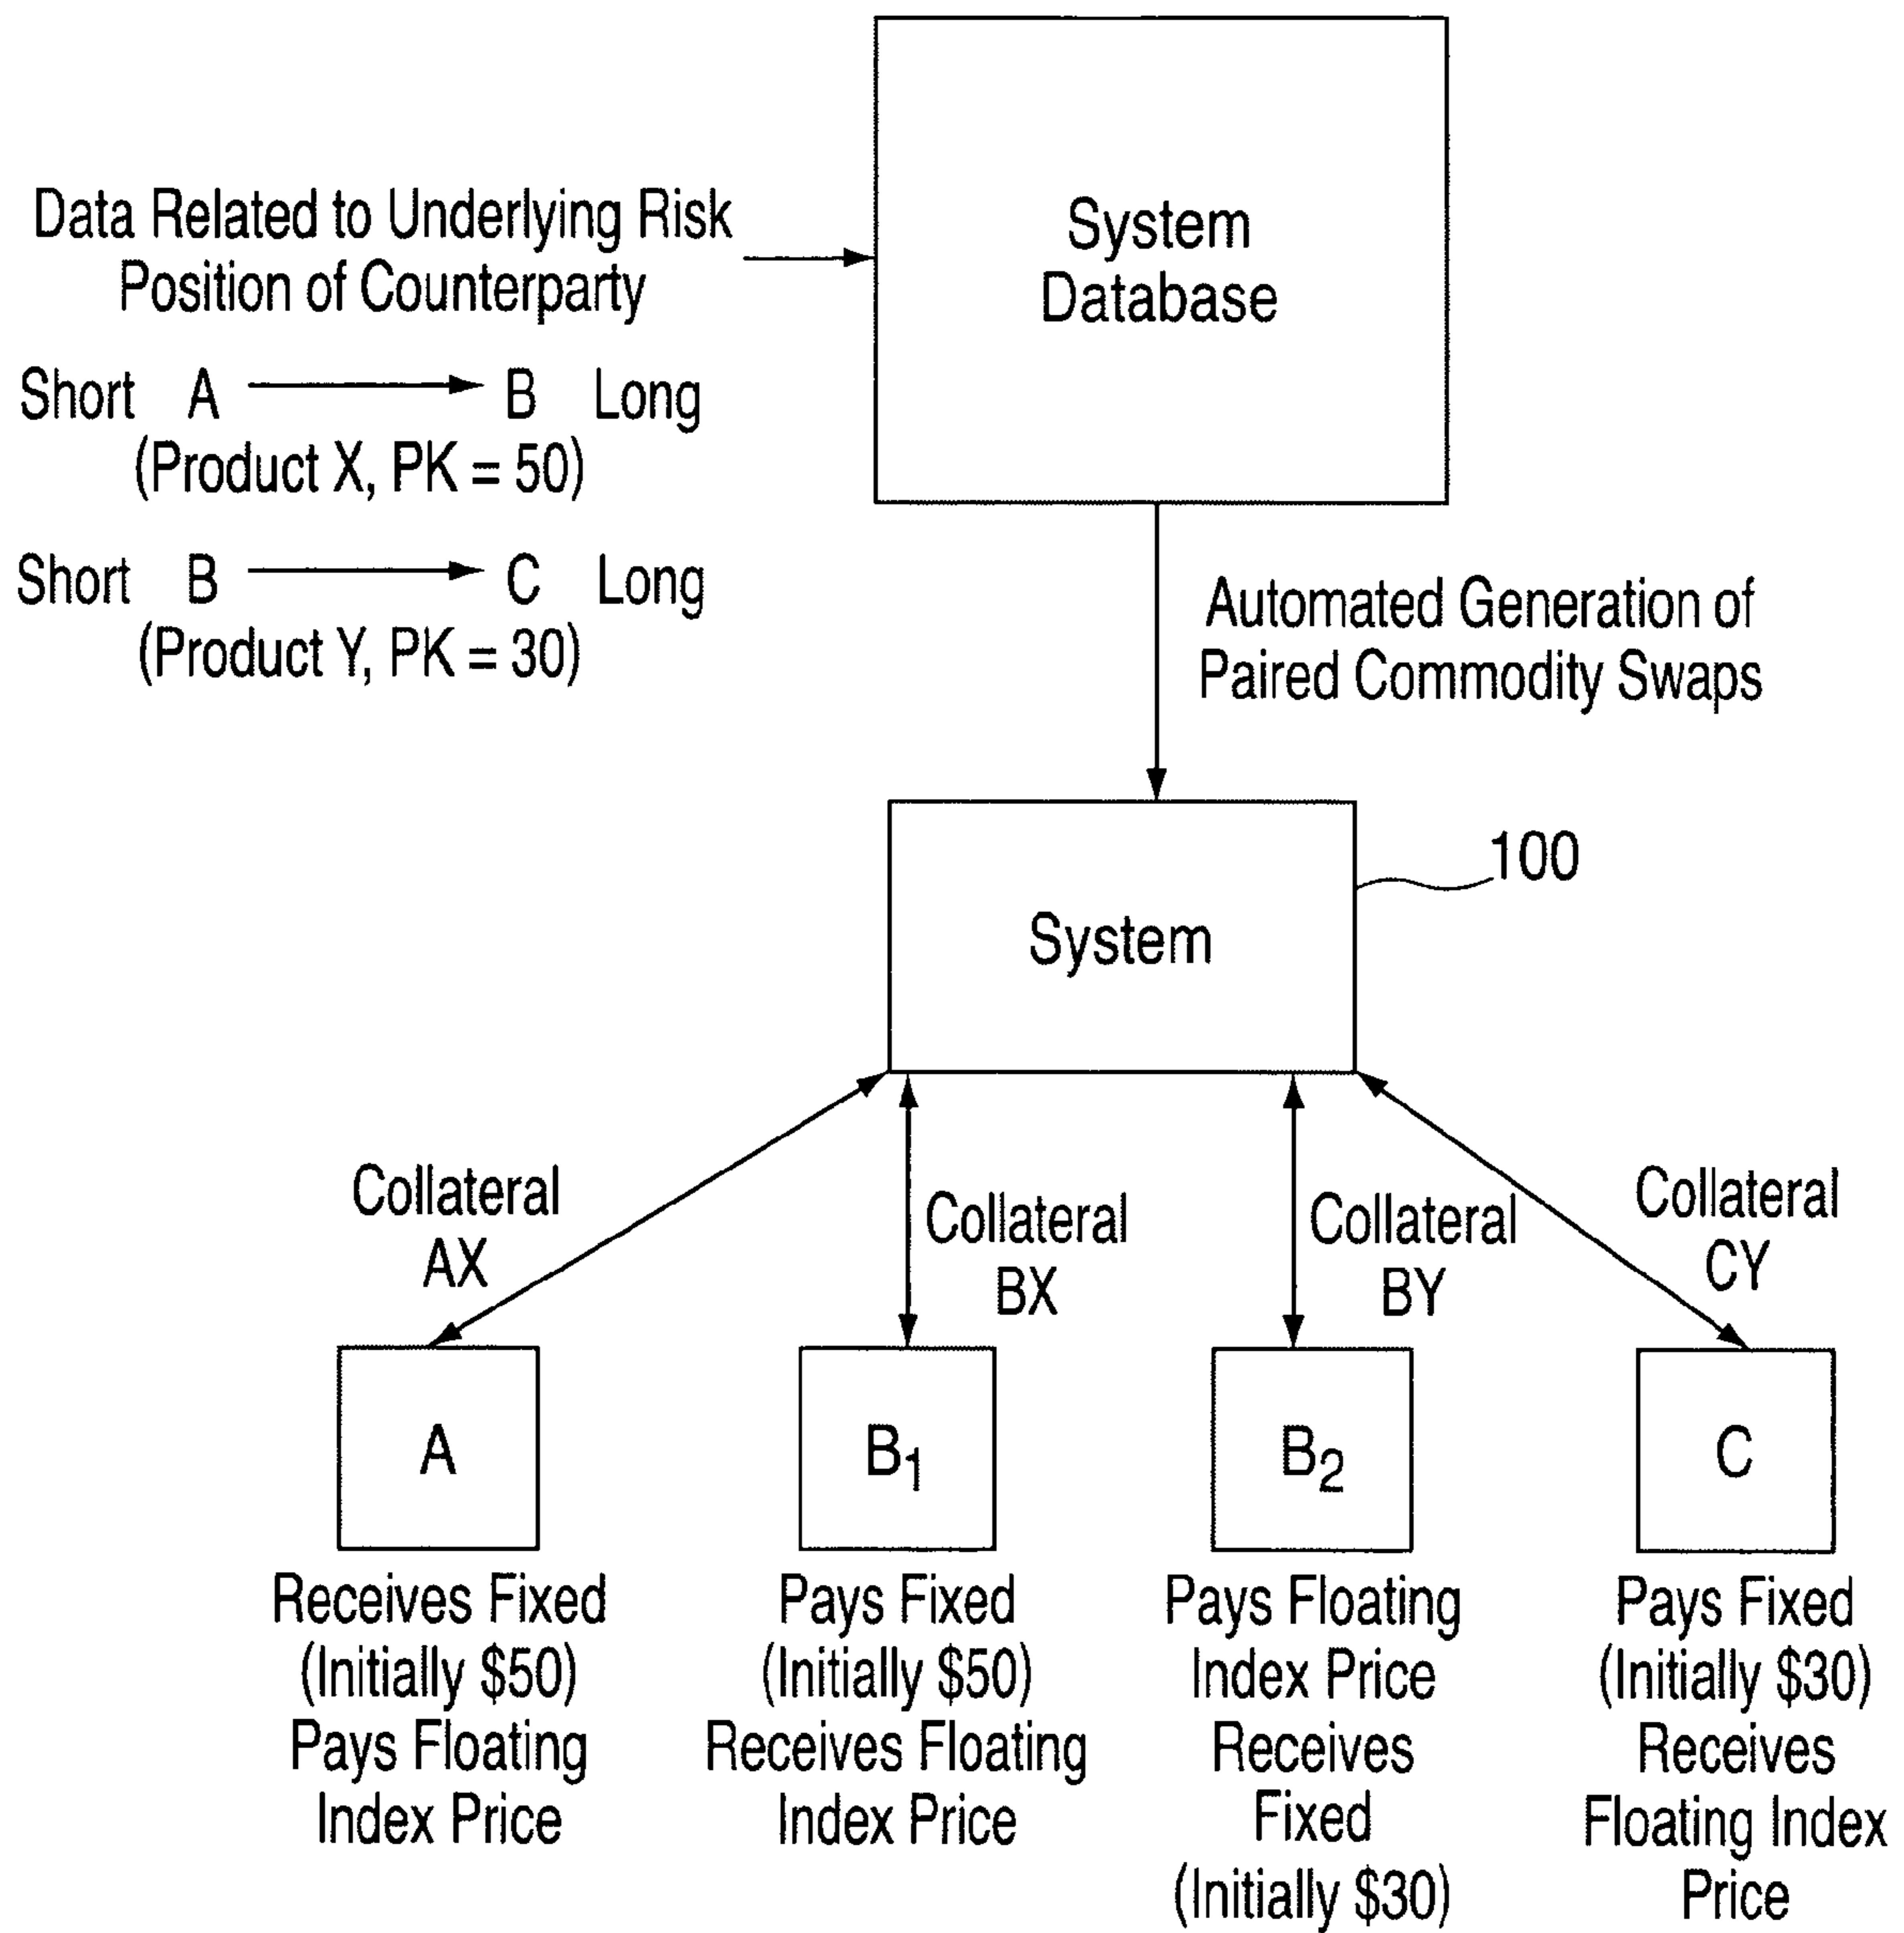 System
Database
Data Related to Underlying Risk
Position of Counterparty
Short A B Long
(Product X, PK = 50)
Short B C Long
(Product Y, PK = 30)
Automated Generation of
Paired Commodity Swaps
100
System
Collateral
AX
Collateral
BX
Collateral
BY
Collateral
CY
A
B1
B2
C
Receives Fixed
(Initially $50)
Pays Floating
Index Price
Pays Fixed
(Initially $50)
Receives Floating
Index Price
Pays Floating
Index Price
Receives
Fixed
(Initially $30)
Pays Fixed
(Initially $30)
Receives
Floating Index
Price